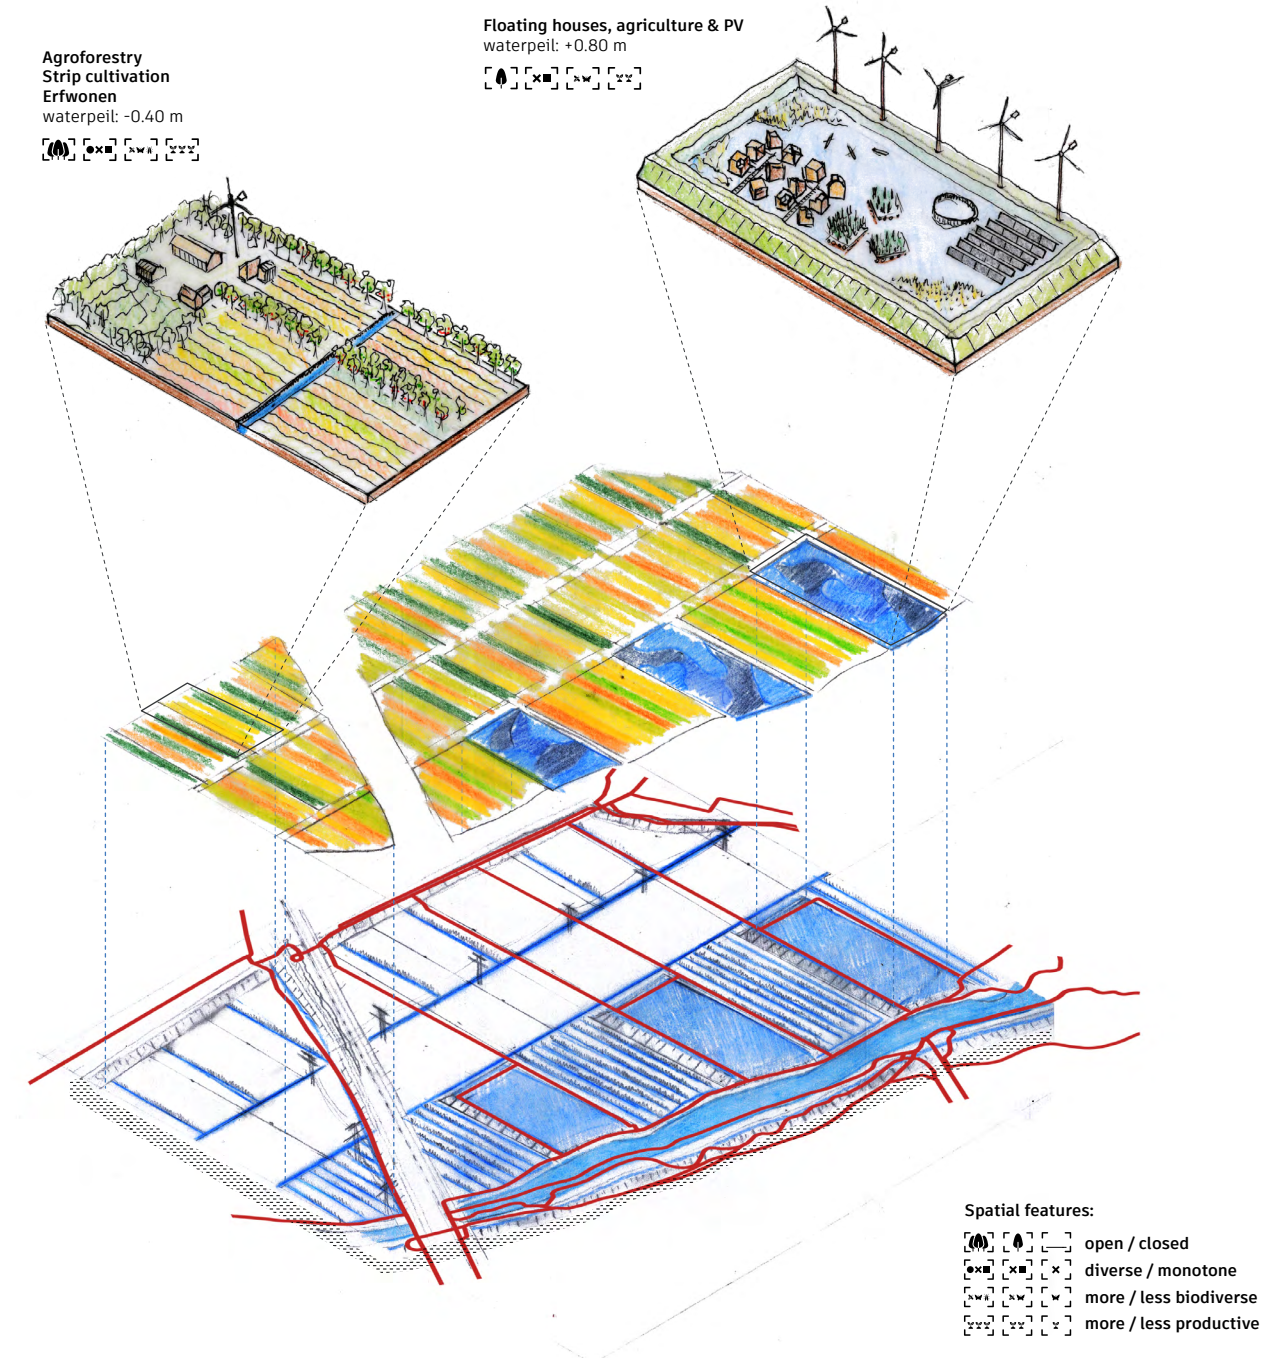 Agroforestry
Strip cultivation
Erfwonen
waterpeil: -0.40 m
Floating houses, agriculture & PV
waterpeil: +0.80 m
Spatial features:
open / closed
diverse / monotone
more / less biodiverse
more / less productive